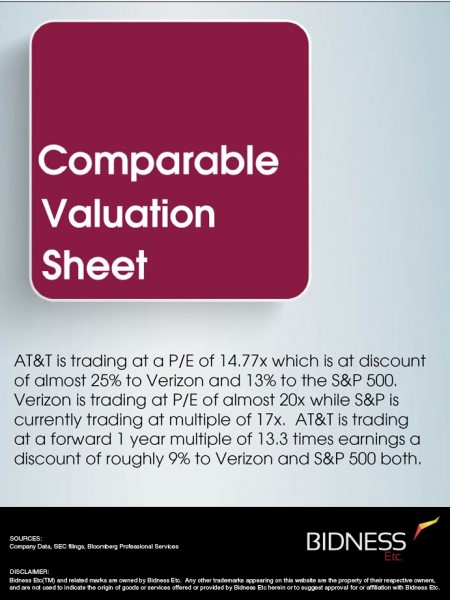 Comparable
Valuation
Sheet
AT&T is trading at a P/E of 14.77x which is at discount
of almost 25% to Verizon and 13% to the S&P 500.
Verizon is trading at P/E of almost 20x while S&P is
currently trading at multiple of 17x.  AT&T is trading
at a forward 1 year multiple of 13.3 times earnings a
discount of roughly 9% to Verizon and S&P 500 both.
SOURCES:
Company Data, SEC filings, Bloomberg Professional Services
BIDNESS
Etc.
DISCLAIMER:
Bidness Etc(TM) and related marks are owned by Bidness Etc.  Any other trademarks appearing on this website are the property of their respective owners,
and are not used to indicate the origin of goods or services offered or provided by Bidness Etc herein or to suggest approval for or affiliation with Bidness Etc.